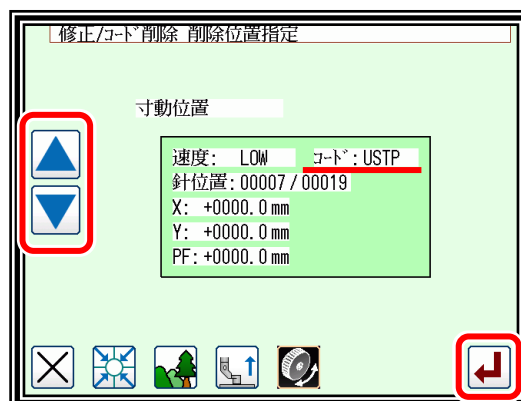 修正/コード削除 削除位置指定
寸動位置
速度: LOW コード: USTP
針位置: 00007 / 00019
X: +0000.0 mm
Y: +0000.0 mm
PF: +0000.0 mm